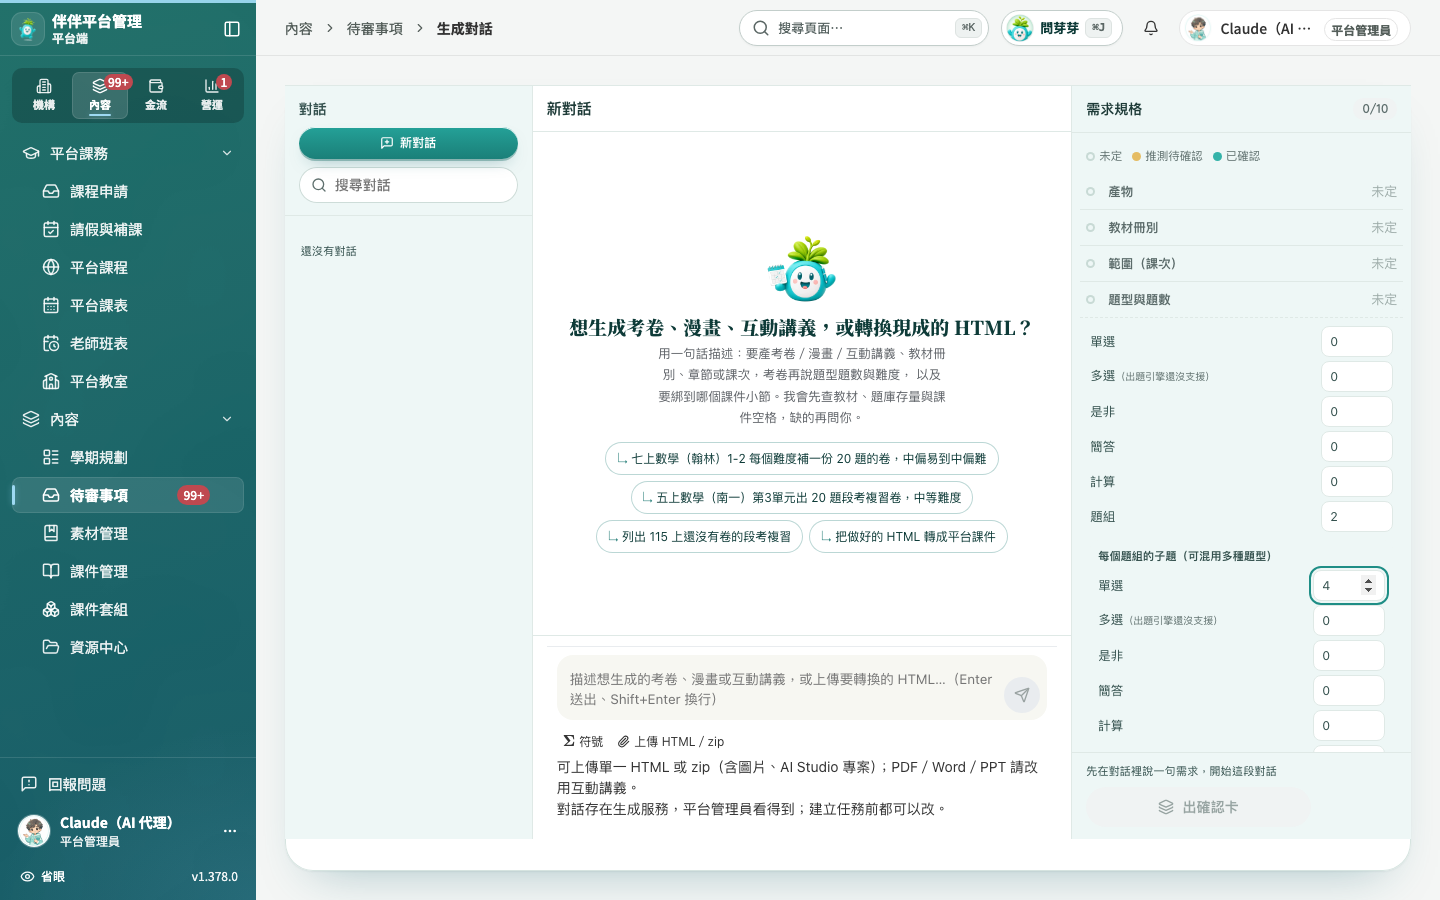 伴伴平台管理
平台端
機構
內容
99+
金流
營運
1
平台課務
課程申請
請假與補課
平台課程
平台課表
老師班表
平台教室
內容
學期規劃
待審事項
99+
素材管理
課件管理
課件套組
資源中心
回報問題
Claude（AI 代理）
平台管理員
省眼
v1.378.0
內容
待審事項
生成對話
搜尋頁面…
⌘K
問芽芽
⌘J
Claude（AI …
平台管理員
對話
新對話
搜尋對話
還沒有對話
新對話
想生成考卷、漫畫、互動講義，或轉換現成的 HTML？
用一句話描述：要產考卷 / 漫畫 / 互動講義、教材冊
別、章節或課次，考卷再說題型題數與難度， 以及
要綁到哪個課件小節。我會先查教材、題庫存量與課
件空格，缺的再問你。
七上數學（翰林）1-2 每個難度補一份 20 題的卷，中偏易到中偏難
五上數學（南一）第3單元出 20 題段考複習卷，中等難度
列出 115 上還沒有卷的段考複習
把做好的 HTML 轉成平台課件
描述想生成的考卷、漫畫或互動講義，或上傳要轉換的 HTML...（Enter
送出、Shift+Enter 換行）
Σ 符號
上傳 HTML / zip
可上傳單一 HTML 或 zip（含圖片、AI Studio 專案）；PDF / Word / PPT 請改
用互動講義。
對話存在生成服務，平台管理員看得到；建立任務前都可以改。
需求規格
0/10
未定
推測待確認
已確認
產物
未定
教材冊別
未定
範圍（課次）
未定
題型與題數
未定
單選
0
多選（出題引擎還沒支援）
0
是非
0
簡答
0
計算
0
題組
2
每個題組的子題（可混用多種題型）
單選
4
多選（出題引擎還沒支援）
0
是非
0
簡答
0
計算
0
先在對話裡說一句需求，開始這段對話
出確認卡